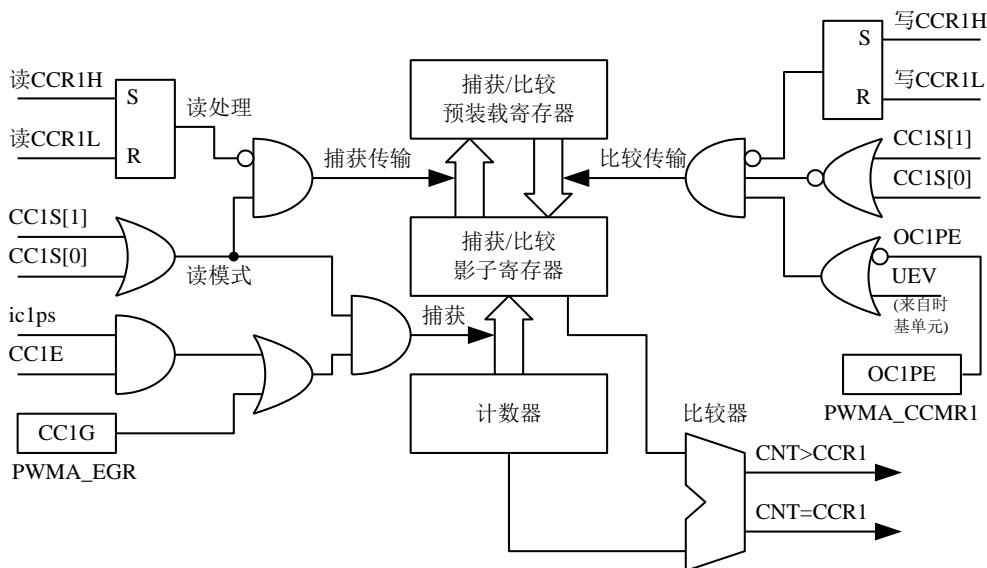 写CCR1H
S
写CCR1L
R
读CCR1H
S
读CCR1L
R
读处理
捕获/比较
预装载寄存器
捕获传输
比较传输
CC1S[1]
CC1S[0]
CC1S[1]
CC1S[0]
读模式
捕获/比较
影子寄存器
OC1PE
UEV
(来自时
基单元)
ic1ps
CC1E
捕获
OC1PE
PWMA_CCMR1
CC1G
PWMA_EGR
计数器
比较器
CNT>CCR1
CNT=CCR1